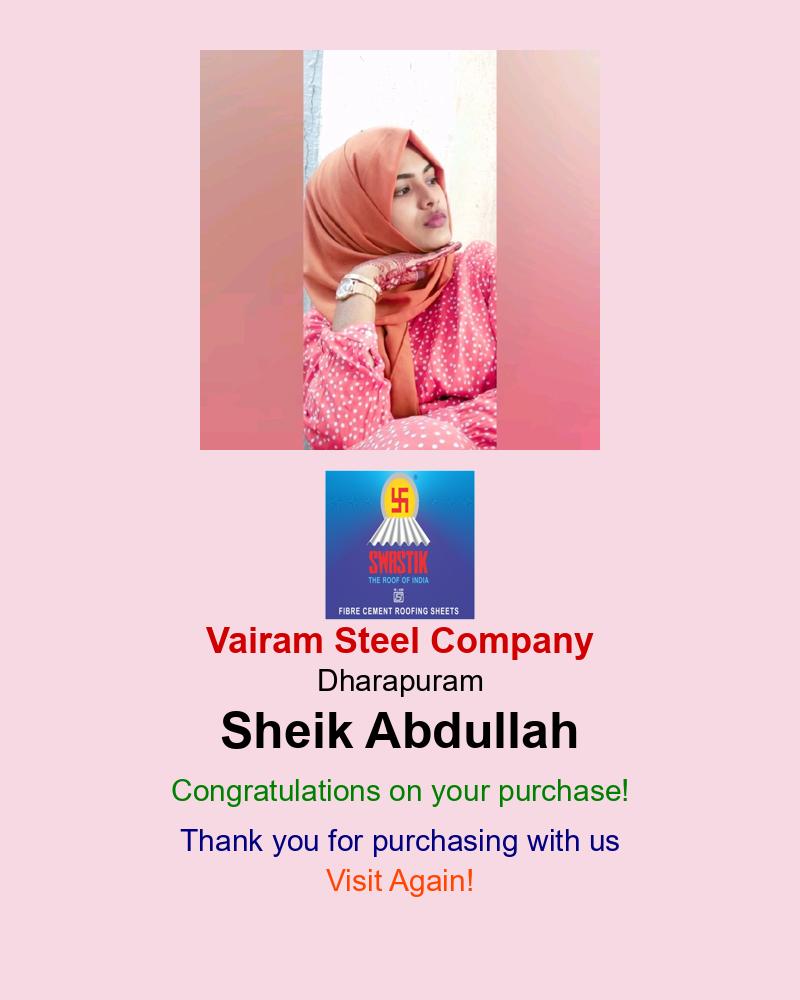 SWASTIK
THE ROOF OF INDIA
FIBRE CEMENT ROOFING SHEETS
Vairam Steel Company
Dharapuram
Sheik Abdullah
Congratulations on your purchase!
Thank you for purchasing with us
Visit Again!